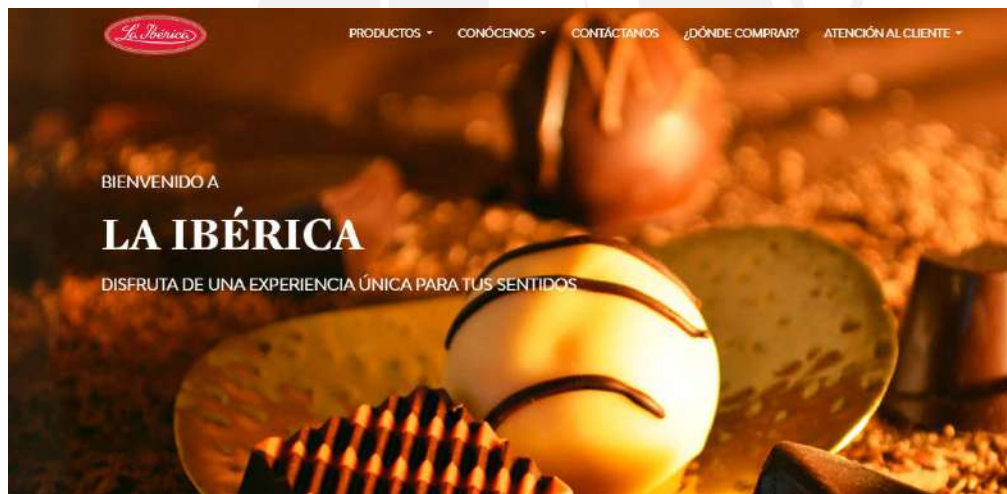 La Ibérica
PRODUCTOS CONÓCENOS CONTÁCTANOS ¿DÓNDE COMPRAR? ATENCIÓN AL CLIENTE
BIENVENIDO A
LA IBÉRICA
DISFRUTA DE UNA EXPERIENCIA ÚNICA PARA TUS SENTIDOS